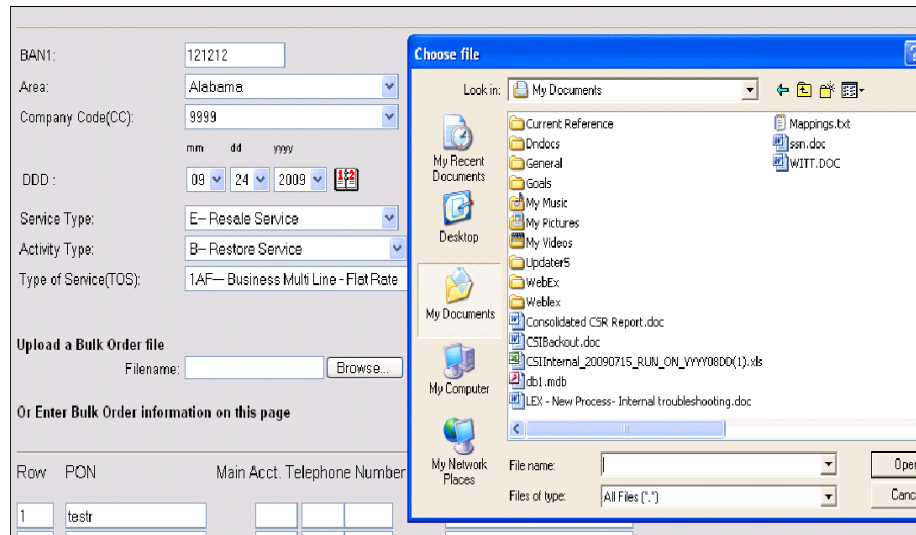 BAN1: 121212
Area: Alabama
Company Code(CC): 9999
mm dd yyyy
DDD : 09 24 2009
Service Type: E– Resale Service
Activity Type: B– Restore Service
Type of Service(TOS): 1AF— Business Multi Line - Flat Rate
Upload a Bulk Order file
Filename: Browse...
Or Enter Bulk Order information on this page
Row PON Main Acct. Telephone Number
1 testr
Choose file
Look in: My Documents
My Recent Documents
Desktop
My Documents
My Computer
My Network Places
Current Reference
Dndocs
General
Goals
My Music
My Pictures
My Videos
Updater5
WebEx
Weblex
Consolidated CSR Report.doc
CSIBackout.doc
CSIInternal_20090715_RUN_ON_YYYY08DD(1).xls
db1.mdb
LEX - New Process- Internal troubleshooting.doc
Mappings.txt
ssn.doc
WITT.DOC
File name: Open
Files of type: All Files (*.*) Canc